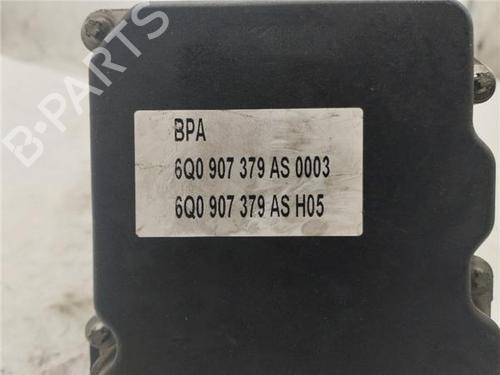 B-PARTS
BPA
6Q0 907 379 AS 0003
6Q0 907 379 AS H05